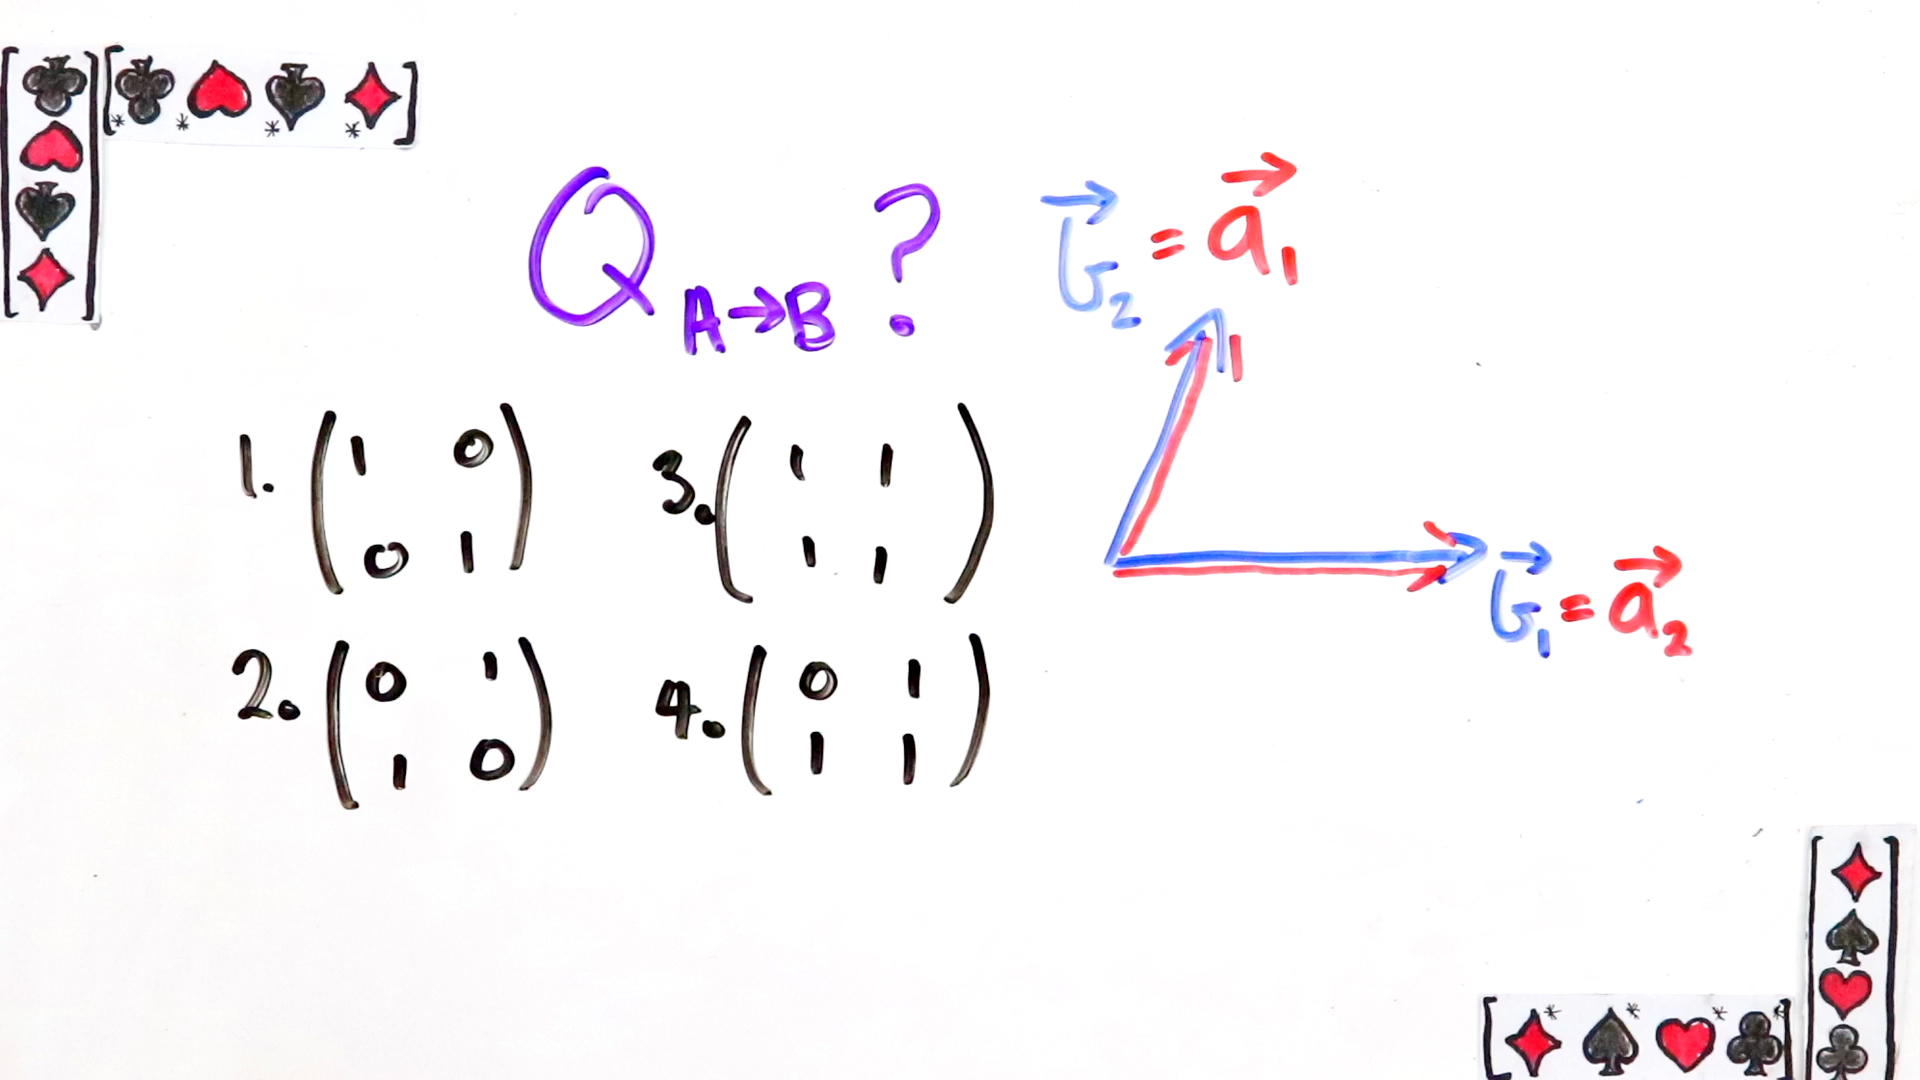 Q A→B ?
b⃗₂ = a⃗₁
1. (1 0
0 1)
3. (1 1
1 1)
b⃗₁ = a⃗₂
2. (0 1
1 0)
4. (0 1
1 1)